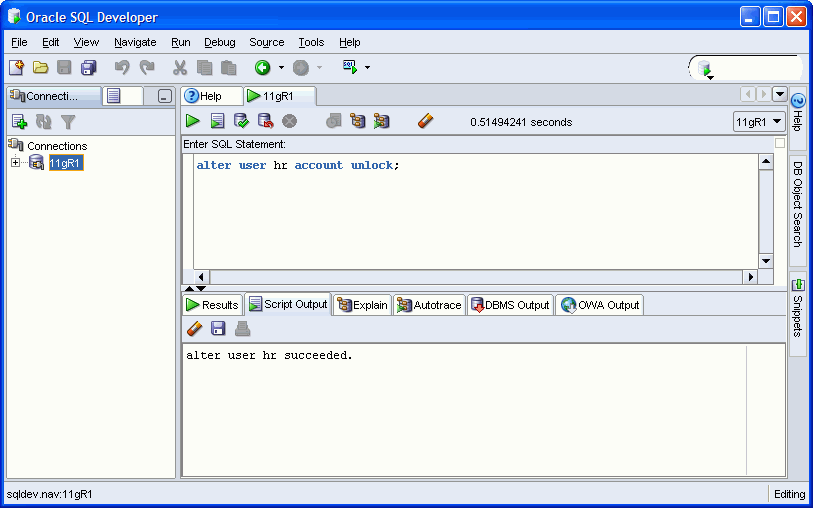 Oracle SQL Developer
File Edit View Navigate Run Debug Source Tools Help
SQL
Connecti...
Help 11gR1
0.51494241 seconds 11gR1
Connections
11gR1
Enter SQL Statement:
alter user hr account unlock;
Results Script Output Explain Autotrace DBMS Output OWA Output
alter user hr succeeded.
Help
DB Object Search
Snippets
sqldev.nav:11gR1 Editing